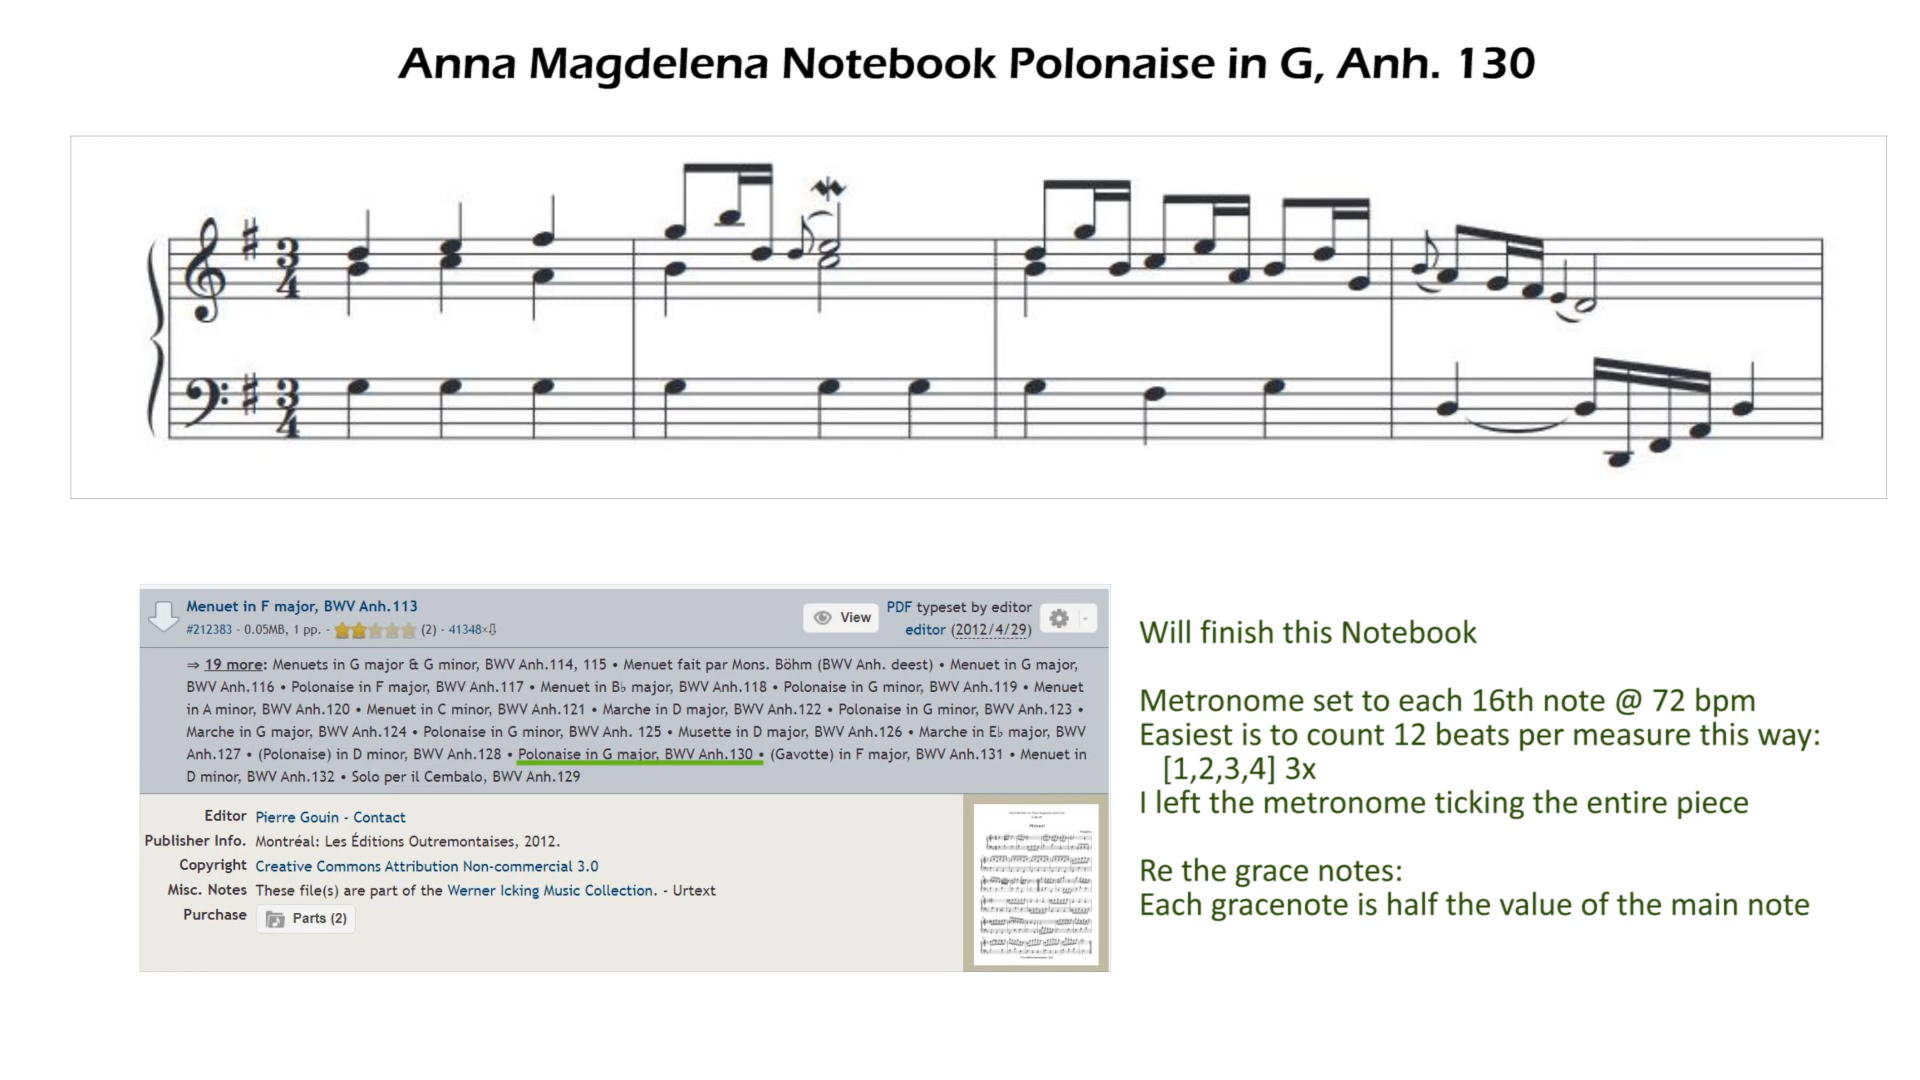 Anna Magdelena Notebook Polonaise in G, Anh. 130
3
4
3
4
Menuet in F major, BWV Anh.113
#212383 - 0.05MB, 1 pp. - (2) - 41348×⇩
View
PDF typeset by editor
editor (2012/4/29)
⇒ 19 more: Menuets in G major & G minor, BWV Anh.114, 115 • Menuet fait par Mons. Böhm (BWV Anh. deest) • Menuet in G major,
BWV Anh.116 • Polonaise in F major, BWV Anh.117 • Menuet in B♭ major, BWV Anh.118 • Polonaise in G minor, BWV Anh.119 • Menuet
in A minor, BWV Anh.120 • Menuet in C minor, BWV Anh.121 • Marche in D major, BWV Anh.122 • Polonaise in G minor, BWV Anh.123 •
Marche in G major, BWV Anh.124 • Polonaise in G minor, BWV Anh. 125 • Musette in D major, BWV Anh.126 • Marche in E♭ major, BWV
Anh.127 • (Polonaise) in D minor, BWV Anh.128 • Polonaise in G major, BWV Anh.130 • (Gavotte) in F major, BWV Anh.131 • Menuet in
D minor, BWV Anh.132 • Solo per il Cembalo, BWV Anh.129
Editor Pierre Gouin - Contact
Publisher Info. Montréal: Les Éditions Outremontaises, 2012.
Copyright Creative Commons Attribution Non-commercial 3.0
Misc. Notes These file(s) are part of the Werner Icking Music Collection. - Urtext
Purchase Parts (2)
Will finish this Notebook
Metronome set to each 16th note @ 72 bpm
Easiest is to count 12 beats per measure this way:
[1,2,3,4] 3x
I left the metronome ticking the entire piece
Re the grace notes:
Each gracenote is half the value of the main note